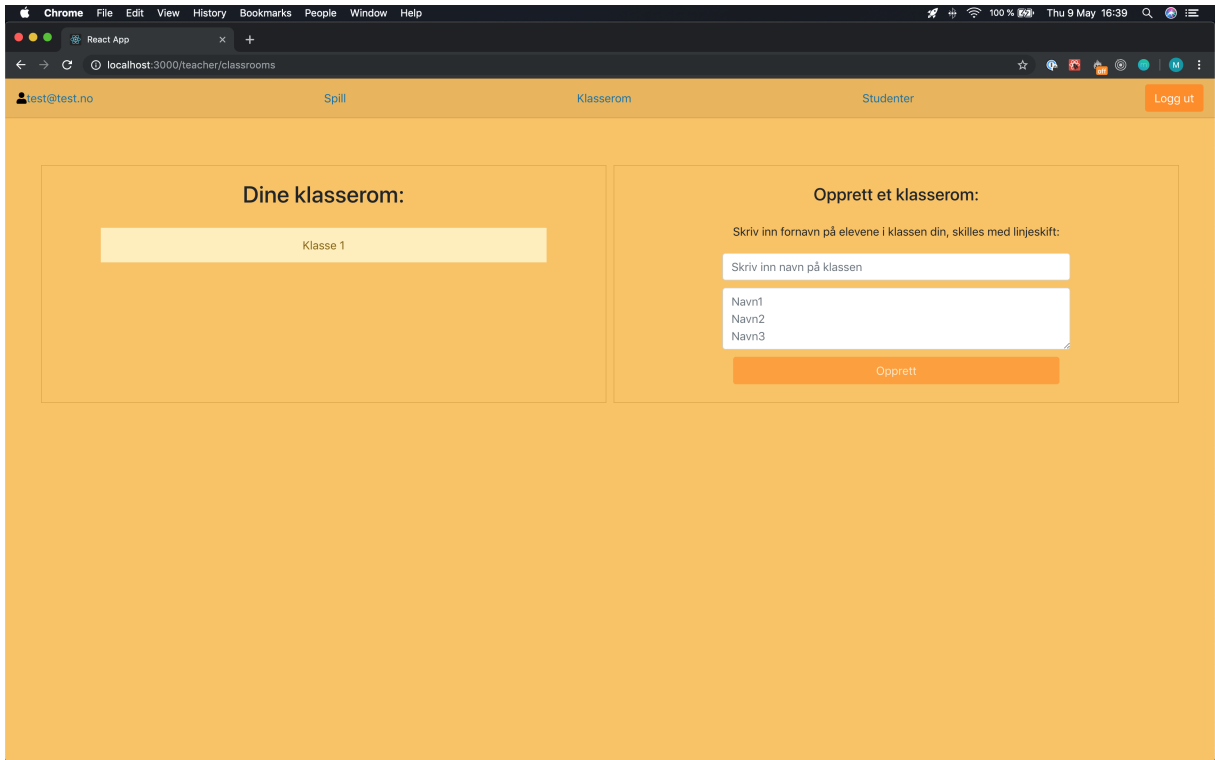 Chrome File Edit View History Bookmarks People Window Help 100 % Thu 9 May 16:39
React App
localhost:3000/teacher/classrooms
off M
test@test.no Spill Klasserom Studenter Logg ut
Dine klasserom:
Klasse 1
Opprett et klasserom:
Skriv inn fornavn på elevene i klassen din, skilles med linjeskift:
Skriv inn navn på klassen
Navn1
Navn2
Navn3
Opprett